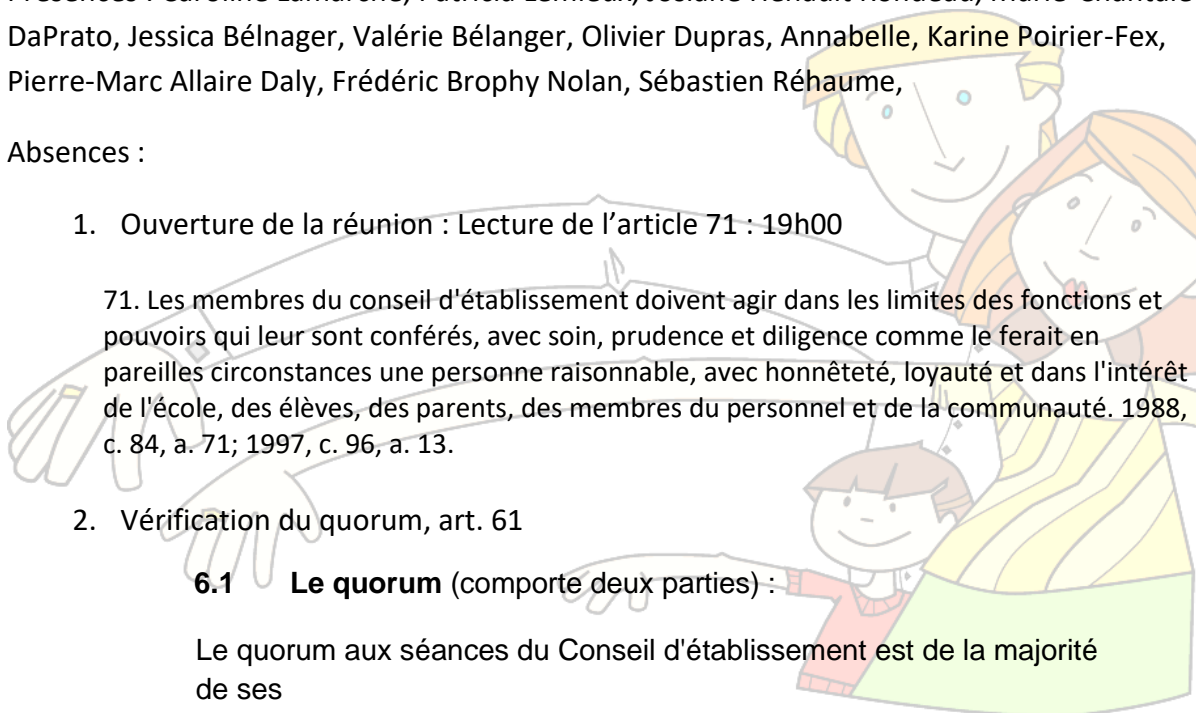 DaPrato, Jessica Bélnager, Valérie Bélanger, Olivier Dupras, Annabelle, Karine Poirier-Fex,
Pierre-Marc Allaire Daly, Frédéric Brophy Nolan, Sébastien Réhaume,
Absences :
1. Ouverture de la réunion : Lecture de l’article 71 : 19h00
71. Les membres du conseil d'établissement doivent agir dans les limites des fonctions et
pouvoirs qui leur sont conférés, avec soin, prudence et diligence comme le ferait en
pareilles circonstances une personne raisonnable, avec honnêteté, loyauté et dans l'intérêt
de l'école, des élèves, des parents, des membres du personnel et de la communauté. 1988,
c. 84, a. 71; 1997, c. 96, a. 13.
2. Vérification du quorum, art. 61
6.1 Le quorum (comporte deux parties) :
Le quorum aux séances du Conseil d'établissement est de la majorité
de ses